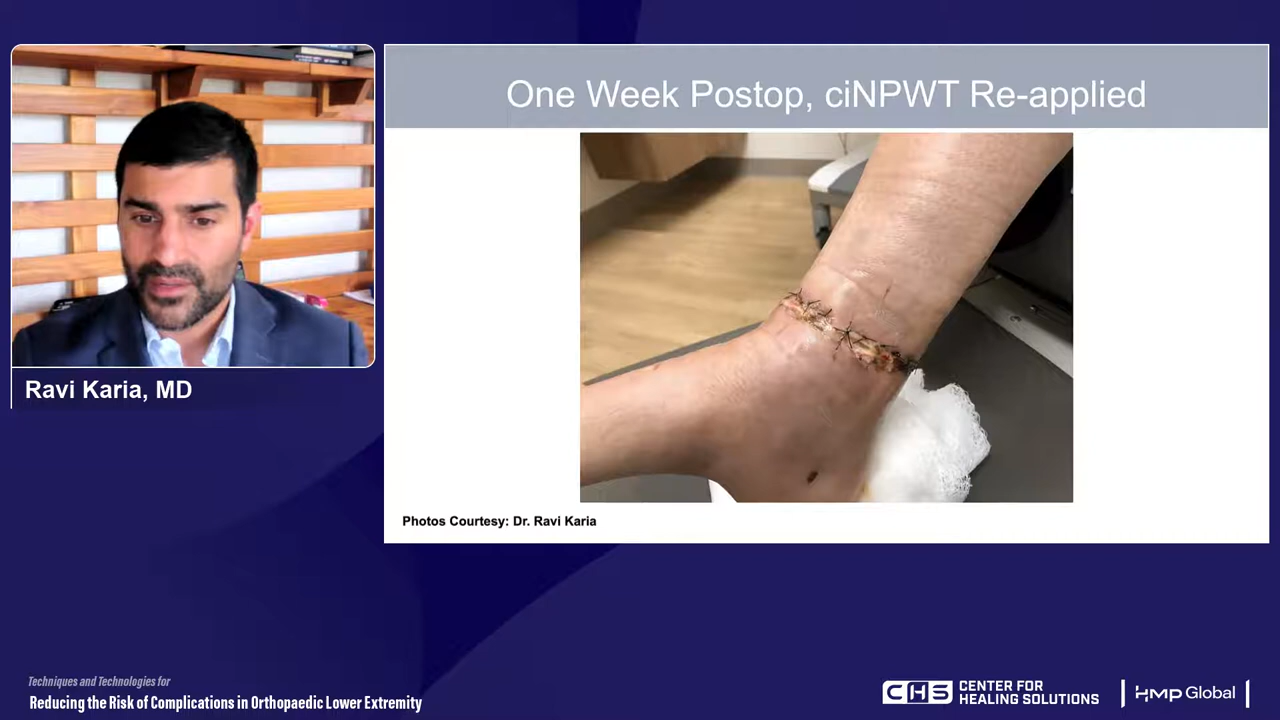 One Week Postop, ciNPWT Re-applied
Ravi Karia, MD
Photos Courtesy: Dr. Ravi Karia
Techniques and Technologies for
Reducing the Risk of Complications in Orthopaedic Lower Extremity
CHS
CENTER FOR
HEALING SOLUTIONS
HMP Global